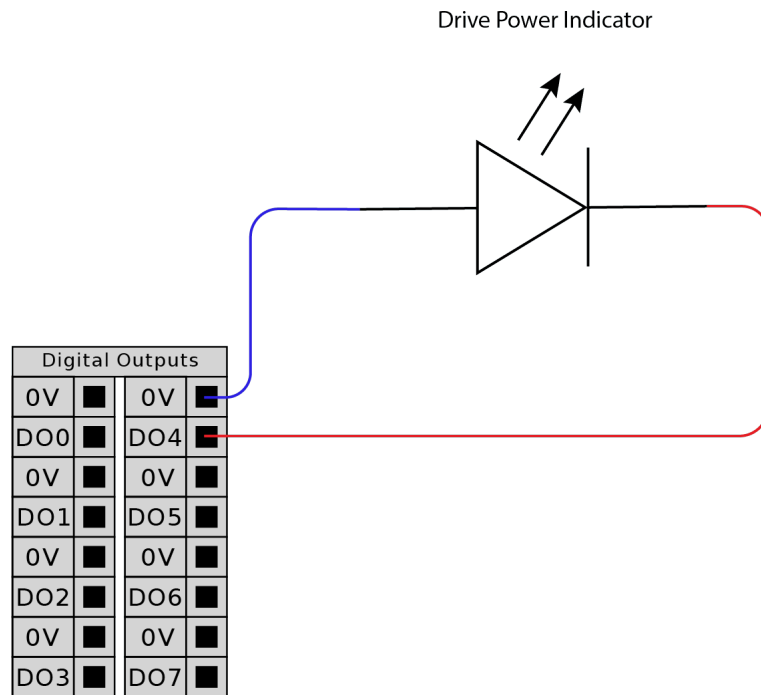 Drive Power Indicator
Digital Outputs
0V 0V
DO0 DO4
0V 0V
DO1 DO5
0V 0V
DO2 DO6
0V 0V
DO3 DO7